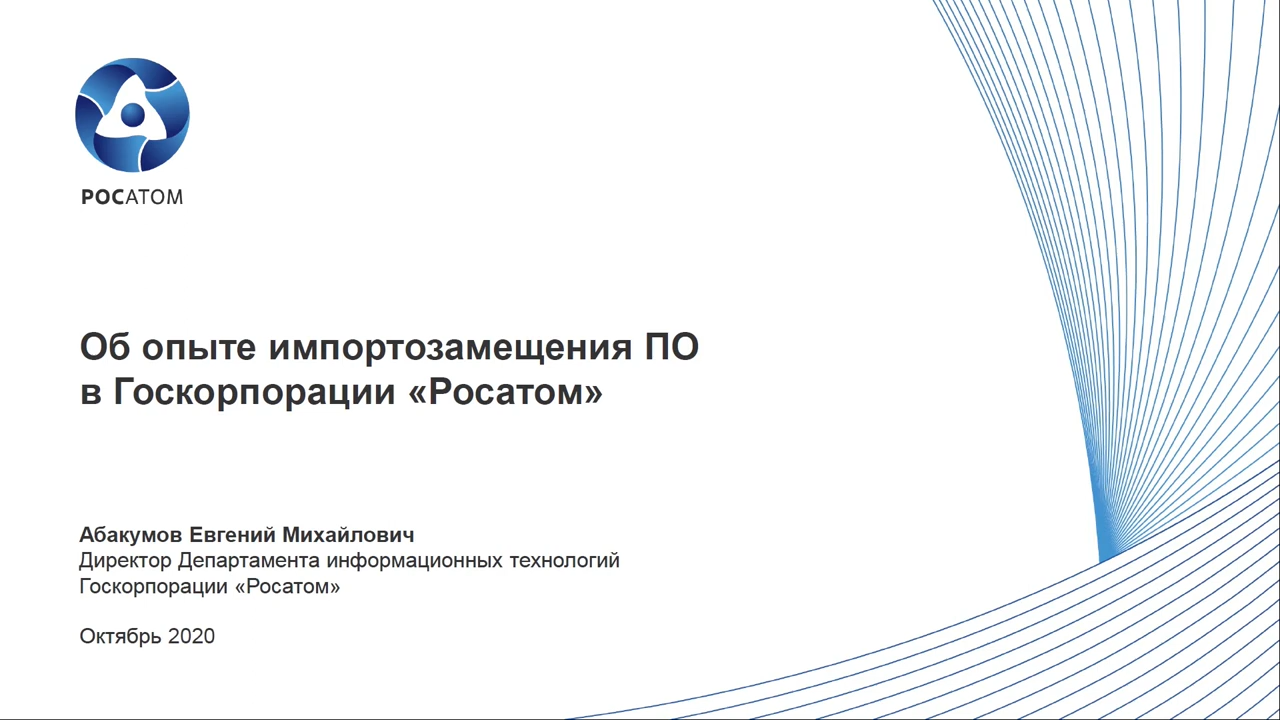 РОСАТОМ
Об опыте импортозамещения ПО
в Госкорпорации «Росатом»
Абакумов Евгений Михайлович
Директор Департамента информационных технологий
Госкорпорации «Росатом»
Октябрь 2020